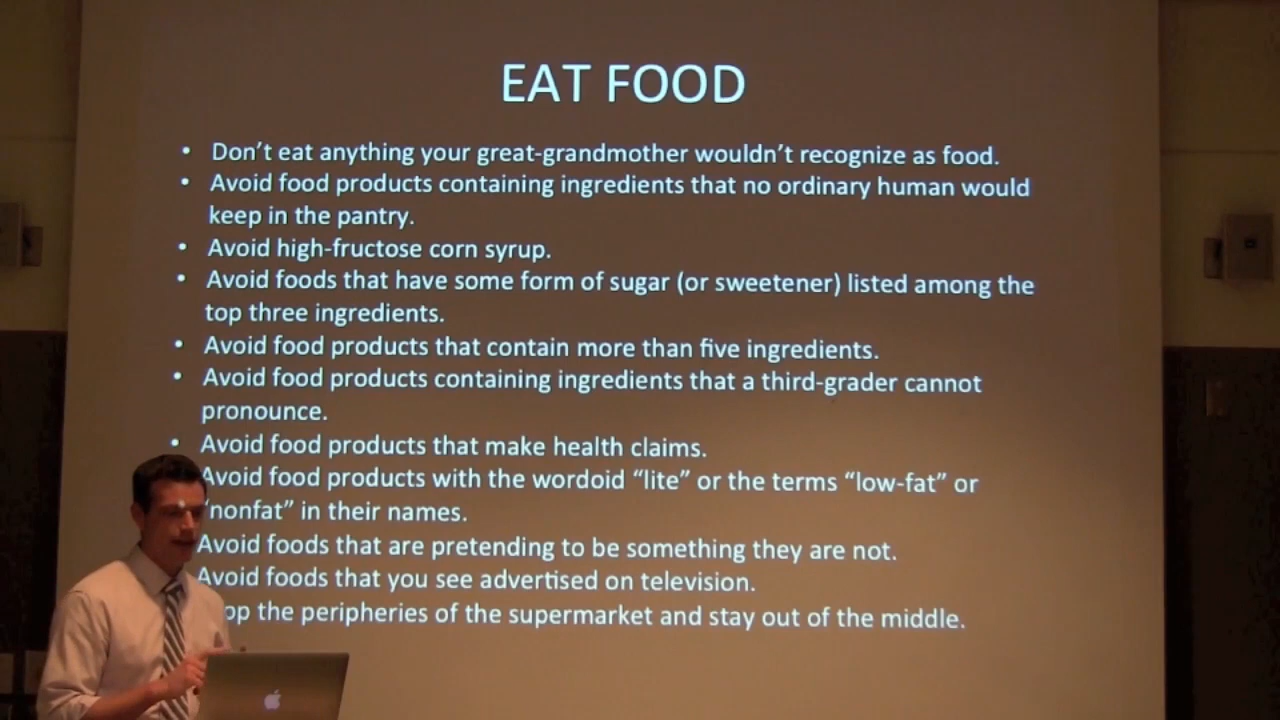 EAT FOOD
• Don't eat anything your great-grandmother wouldn't recognize as food.
• Avoid food products containing ingredients that no ordinary human would
keep in the pantry.
• Avoid high-fructose corn syrup.
• Avoid foods that have some form of sugar (or sweetener) listed among the
top three ingredients.
• Avoid food products that contain more than five ingredients.
• Avoid food products containing ingredients that a third-grader cannot
pronounce.
• Avoid food products that make health claims.
Avoid food products with the wordoid “lite” or the terms “low-fat” or
“nonfat” in their names.
Avoid foods that are pretending to be something they are not.
Avoid foods that you see advertised on television.
the peripheries of the supermarket and stay out of the middle.